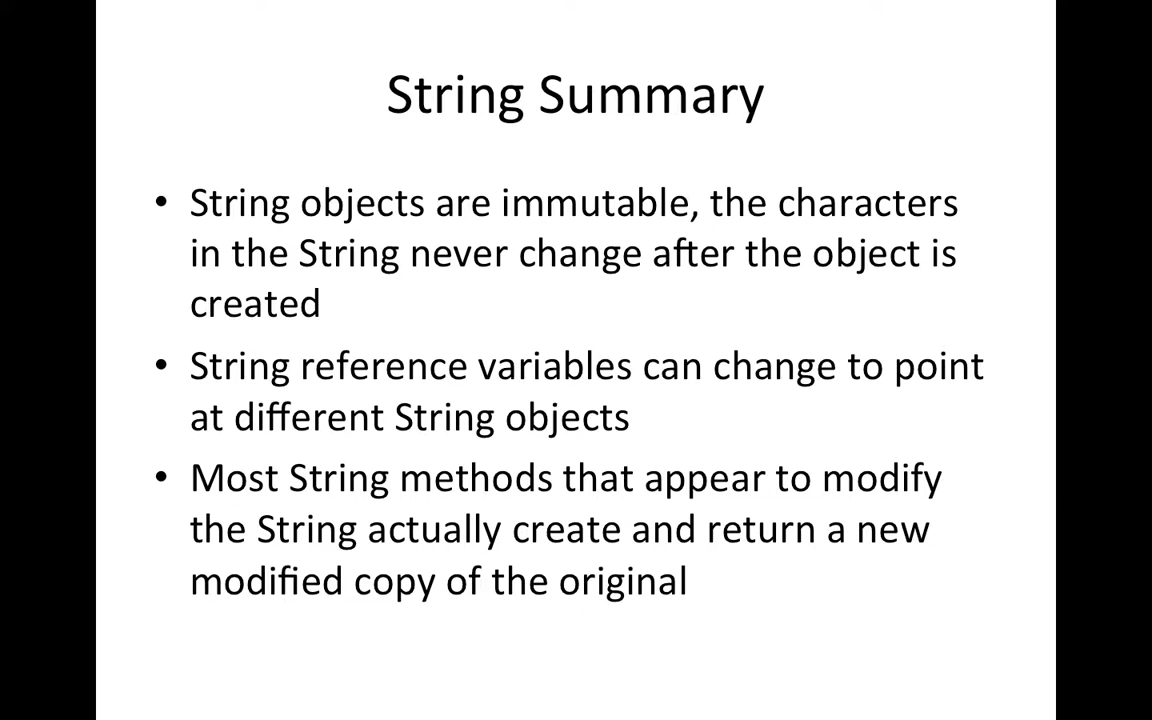 String Summary
• String objects are immutable, the characters
in the String never change after the object is
created
• String reference variables can change to point
at different String objects
• Most String methods that appear to modify
the String actually create and return a new
modified copy of the original